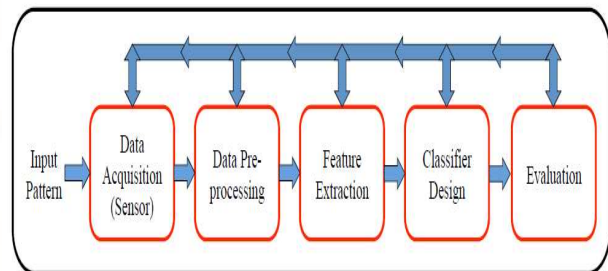 Input
Pattern
Data
Acquisition
(Sensor)
Data Pre-
processing
Feature
Extraction
Classifier
Design
Evaluation